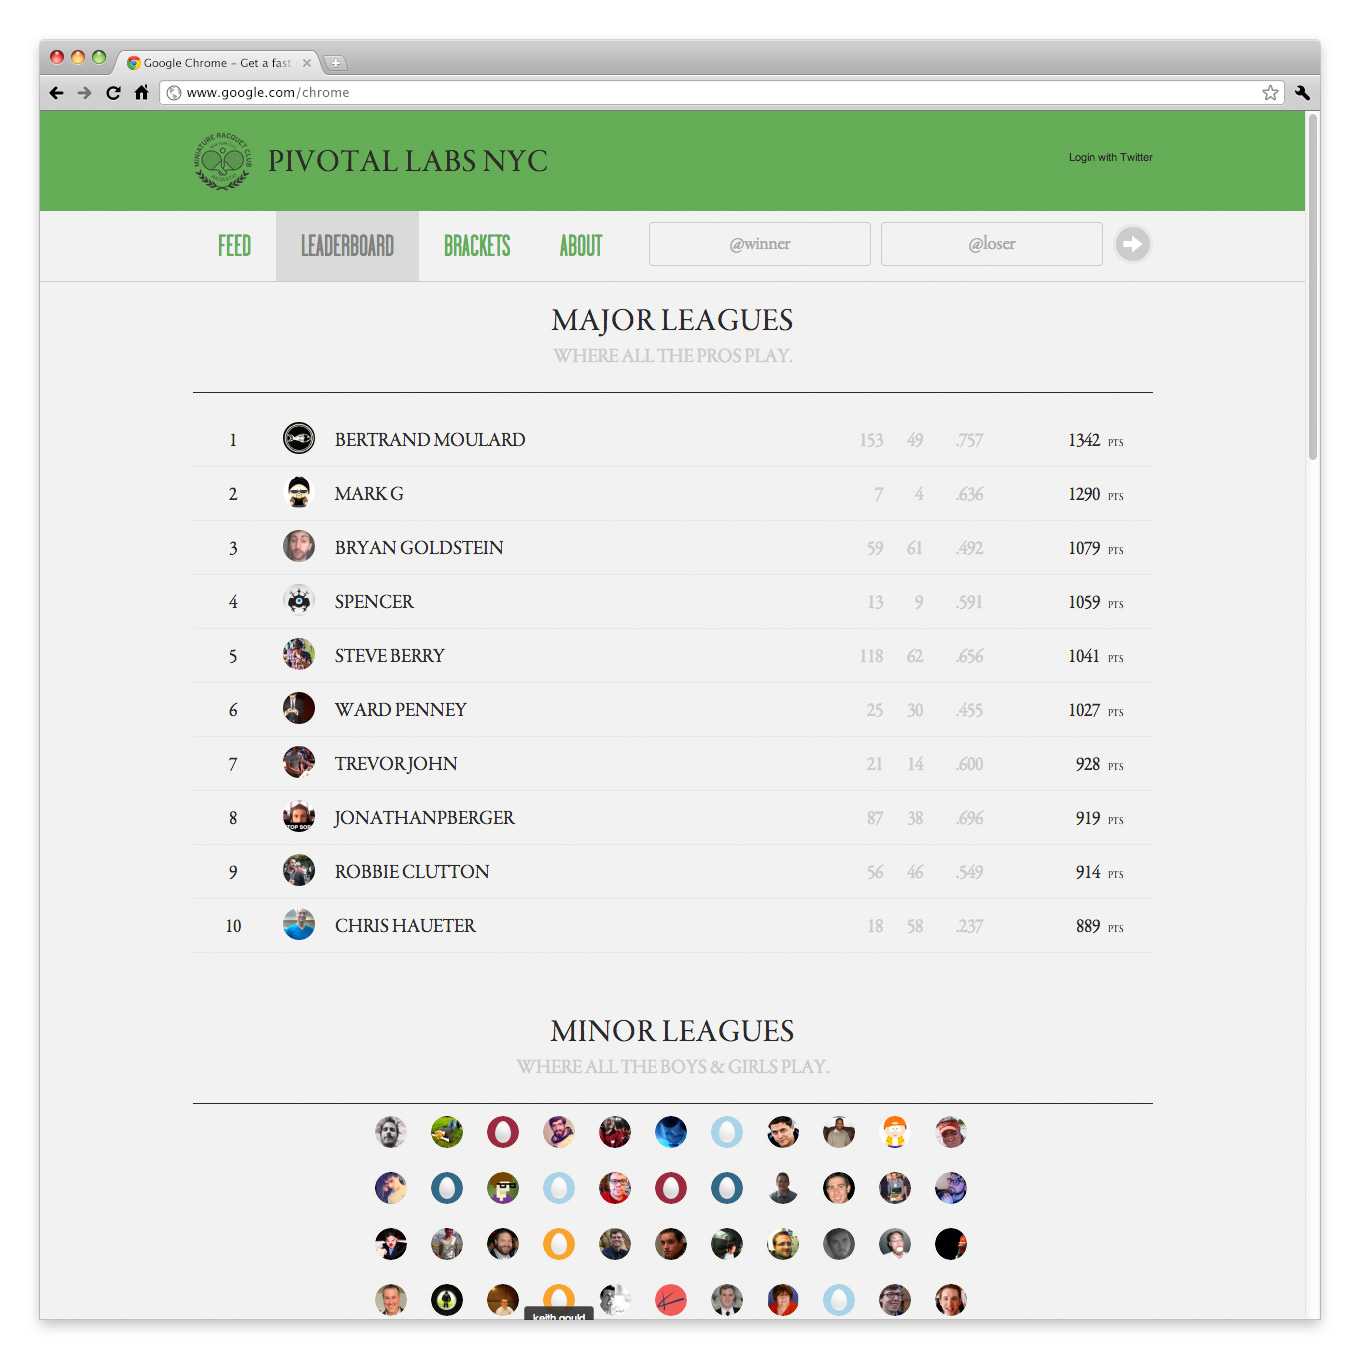 Google Chrome – Get a fast
www.google.com/chrome
MINIATURE RACQUET CLUB
PIVOTAL LABS NYC
Login with Twitter
FEED
LEADERBOARD
BRACKETS
ABOUT
@winner
@loser
MAJOR LEAGUES
WHERE ALL THE PROS PLAY.
1 BERTRAND MOULARD 153 49 .757 1342 PTS
2 MARK G 7 4 .636 1290 PTS
3 BRYAN GOLDSTEIN 59 61 .492 1079 PTS
4 SPENCER 13 9 .591 1059 PTS
5 STEVE BERRY 118 62 .656 1041 PTS
6 WARD PENNEY 25 30 .455 1027 PTS
7 TREVORJOHN 21 14 .600 928 PTS
8 JONATHANPBERGER 87 38 .696 919 PTS
9 ROBBIE CLUTTON 56 46 .549 914 PTS
10 CHRIS HAUETER 18 58 .237 889 PTS
MINOR LEAGUES
WHERE ALL THE BOYS & GIRLS PLAY.
keith gould